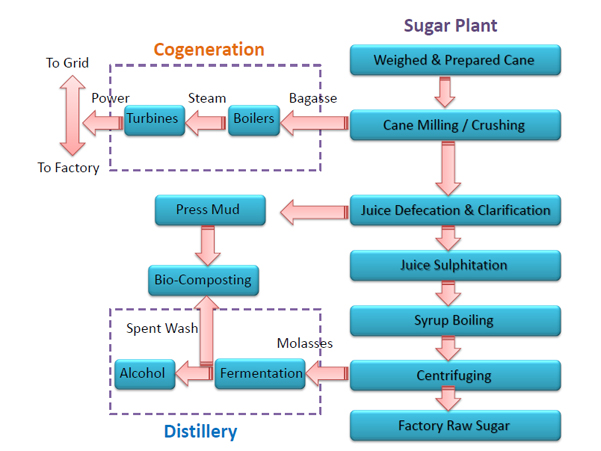 Sugar Plant
Cogeneration
Weighed & Prepared Cane
To Grid
Power
Steam
Bagasse
Turbines
Boilers
Cane Milling / Crushing
To Factory
Press Mud
Juice Defecation & Clarification
Bio-Composting
Juice Sulphitation
Spent Wash
Syrup Boiling
Molasses
Alcohol
Fermentation
Centrifuging
Distillery
Factory Raw Sugar